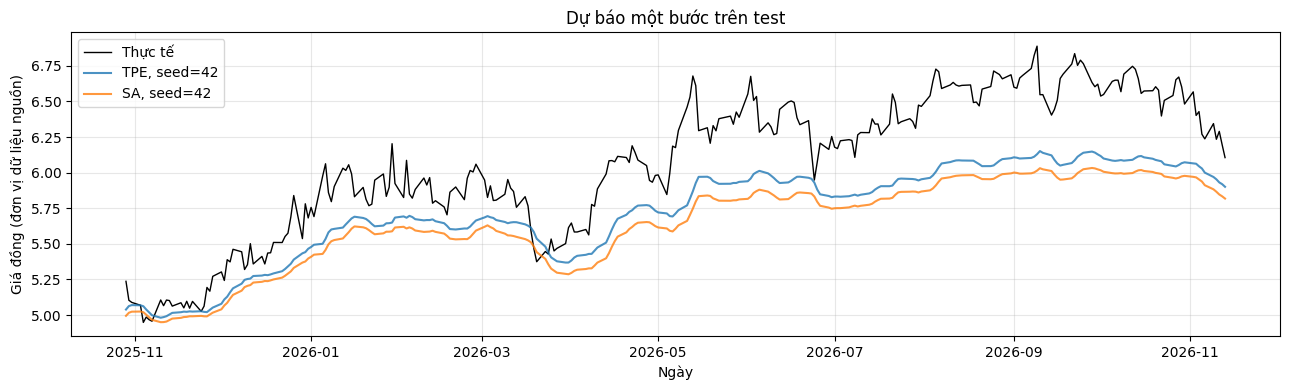 Dự báo một bước trên test
Thực tế
TPE, seed=42
SA, seed=42
Giá đồng (đơn vị dữ liệu nguồn)
6.75
6.50
6.25
6.00
5.75
5.50
5.25
5.00
2025-11
2026-01
2026-03
2026-05
2026-07
2026-09
2026-11
Ngày